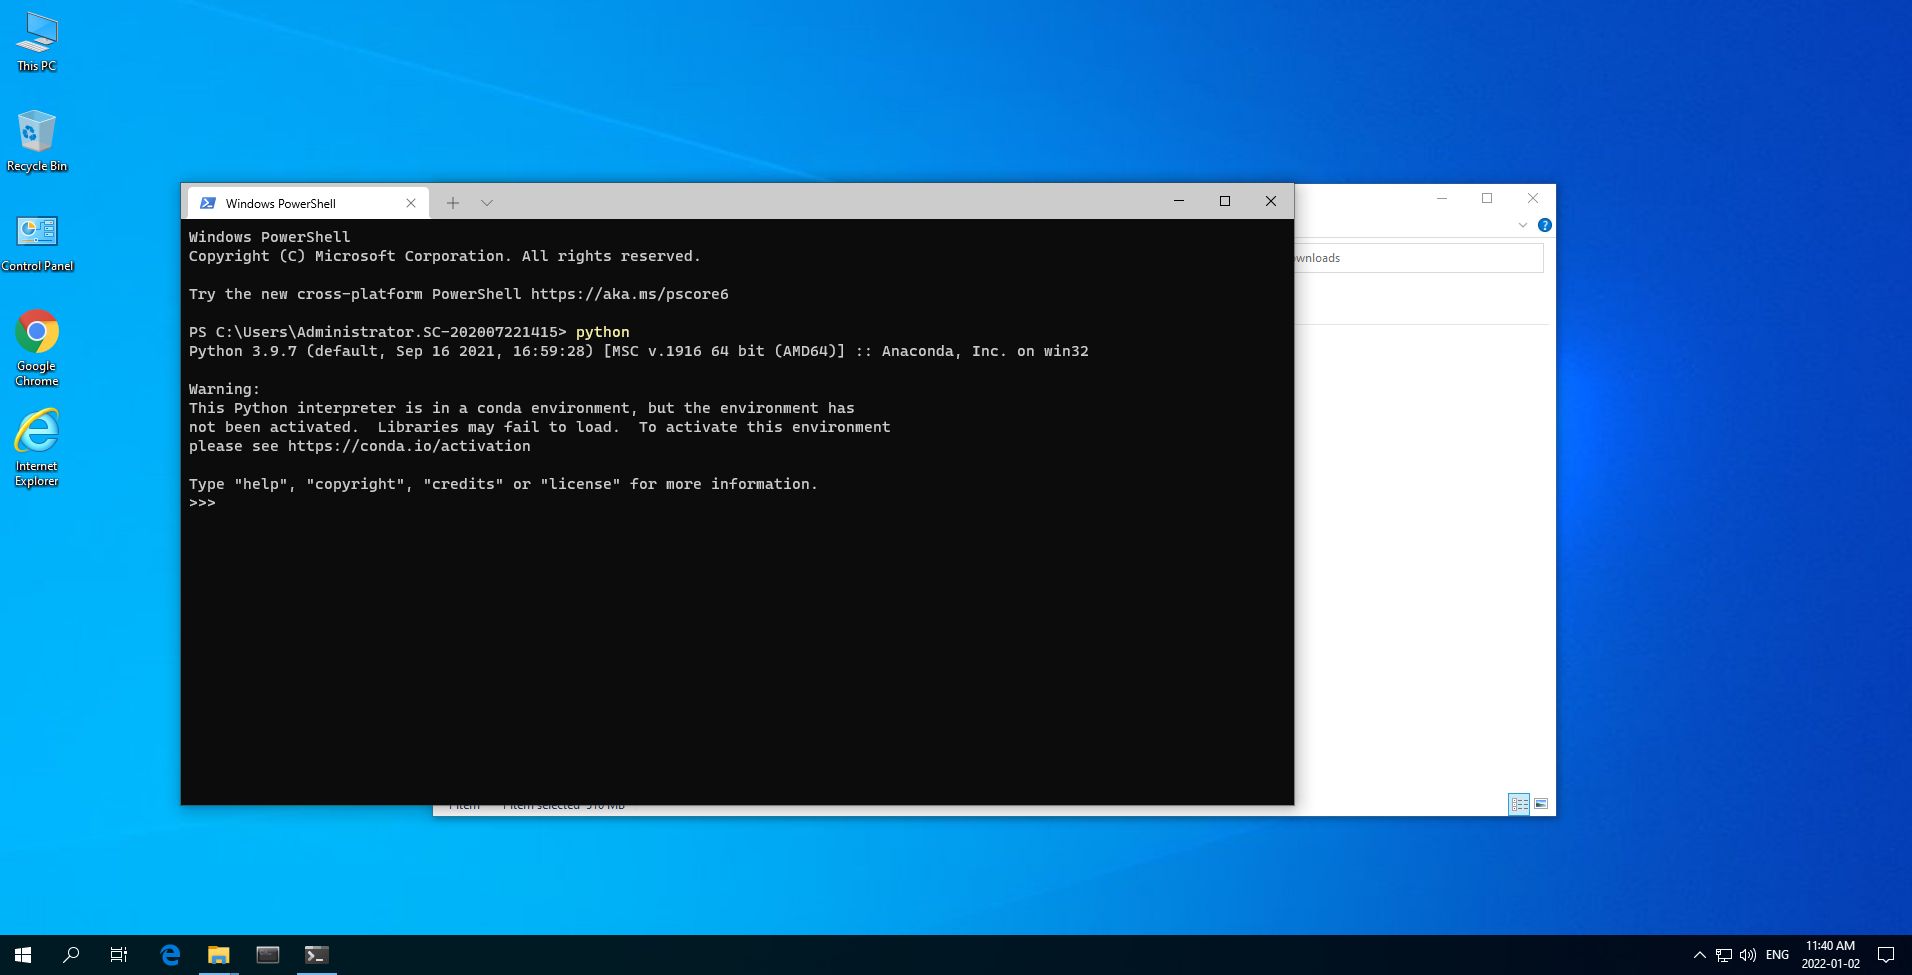 This PC
Recycle Bin
Control Panel
Google
Chrome
Internet
Explorer
Windows PowerShell
Windows PowerShell
Copyright (C) Microsoft Corporation. All rights reserved.
Try the new cross-platform PowerShell https://aka.ms/pscore6
PS C:\Users\Administrator.SC-202007221415> python
Python 3.9.7 (default, Sep 16 2021, 16:59:28) [MSC v.1916 64 bit (AMD64)] :: Anaconda, Inc. on win32
Warning:
This Python interpreter is in a conda environment, but the environment has
not been activated.  Libraries may fail to load.  To activate this environment
please see https://conda.io/activation
Type "help", "copyright", "credits" or "license" for more information.
>>>
wnloads
1 item selected 510 MB
ENG
11:40 AM
2022-01-02